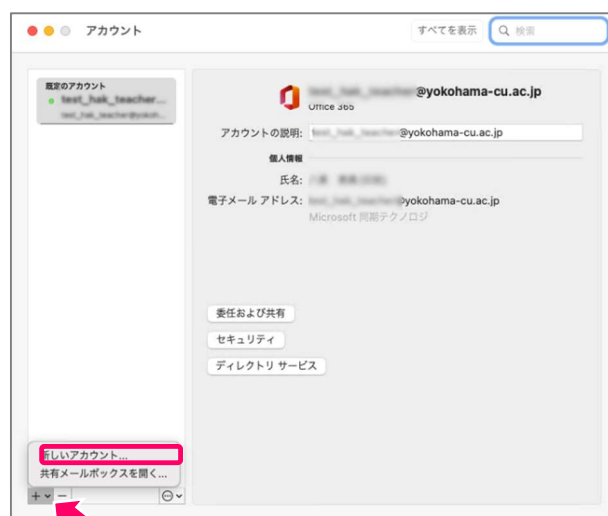 アカウント
すべてを表示
検索
既定のアカウント
test_hak_teacher...
@yokohama-cu.ac.jp
Office 365
アカウントの説明: @yokohama-cu.ac.jp
個人情報
氏名:
電子メール アドレス: @yokohama-cu.ac.jp
Microsoft 同期テクノロジ
委任および共有
セキュリティ
ディレクトリ サービス
新しいアカウント...
共有メールボックスを開く...